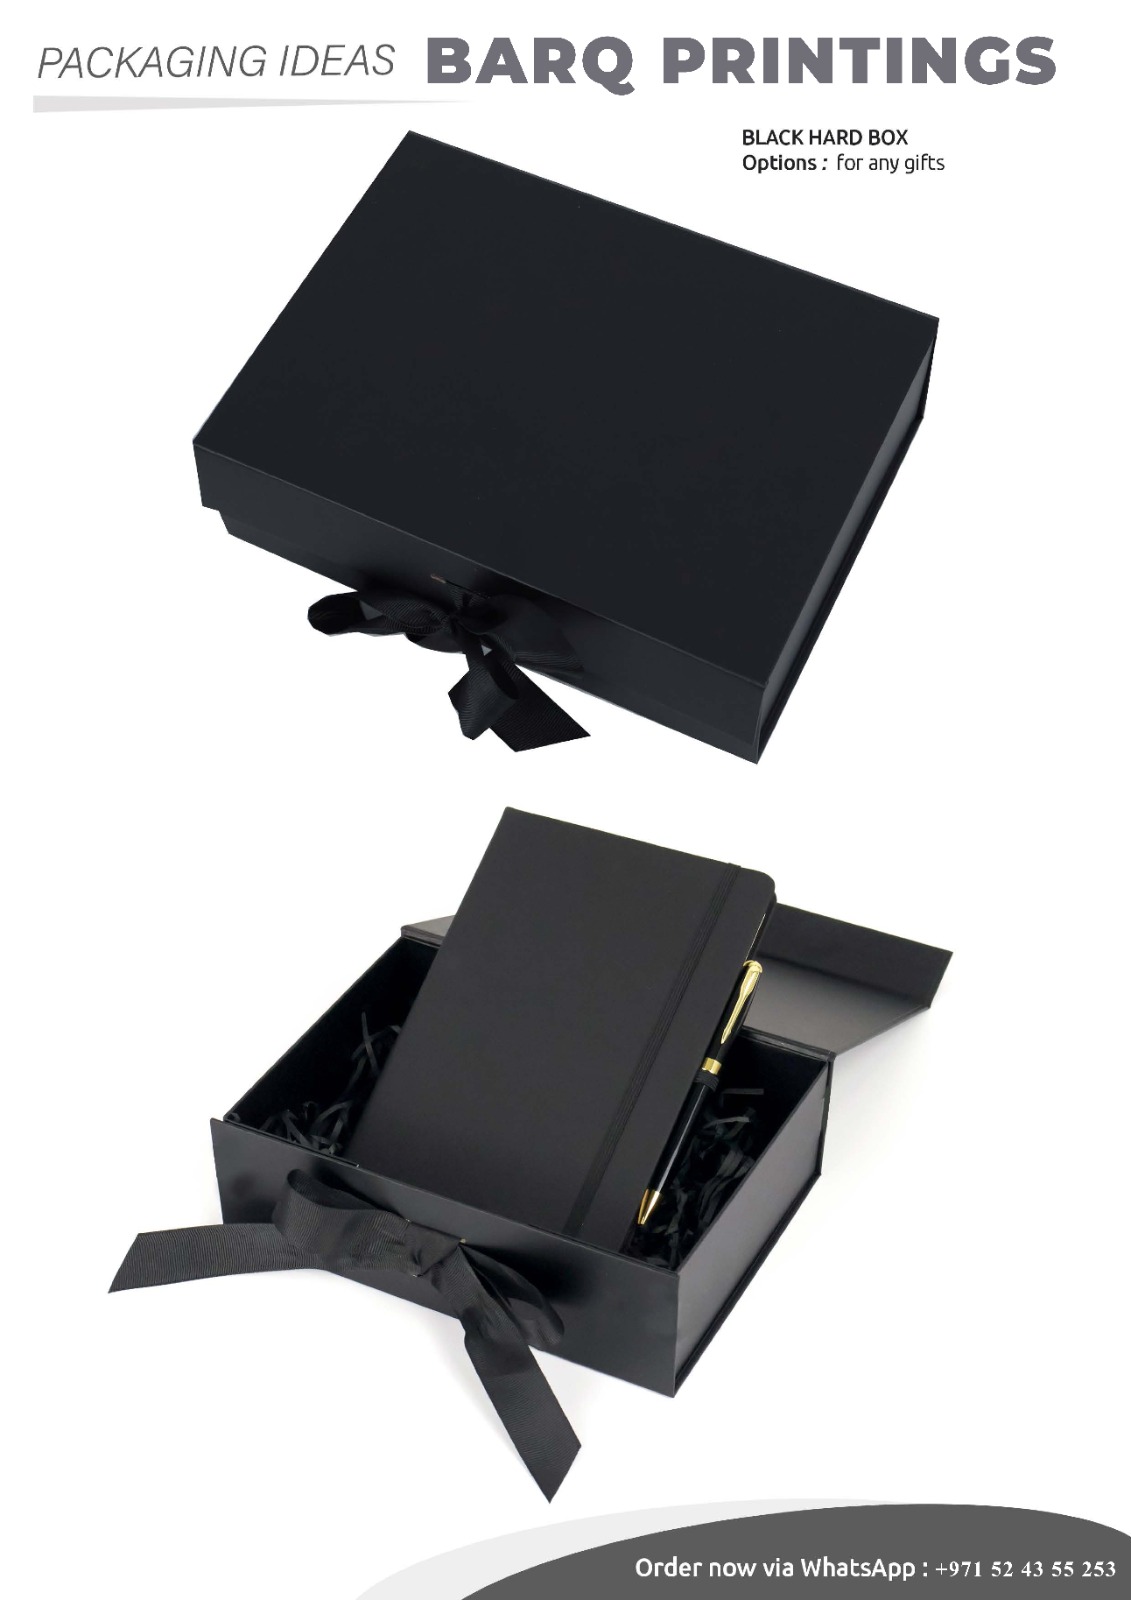 PACKAGING IDEAS BARQ PRINTINGS
BLACK HARD BOX
Options : for any gifts
Order now via WhatsApp : +971 52 43 55 253